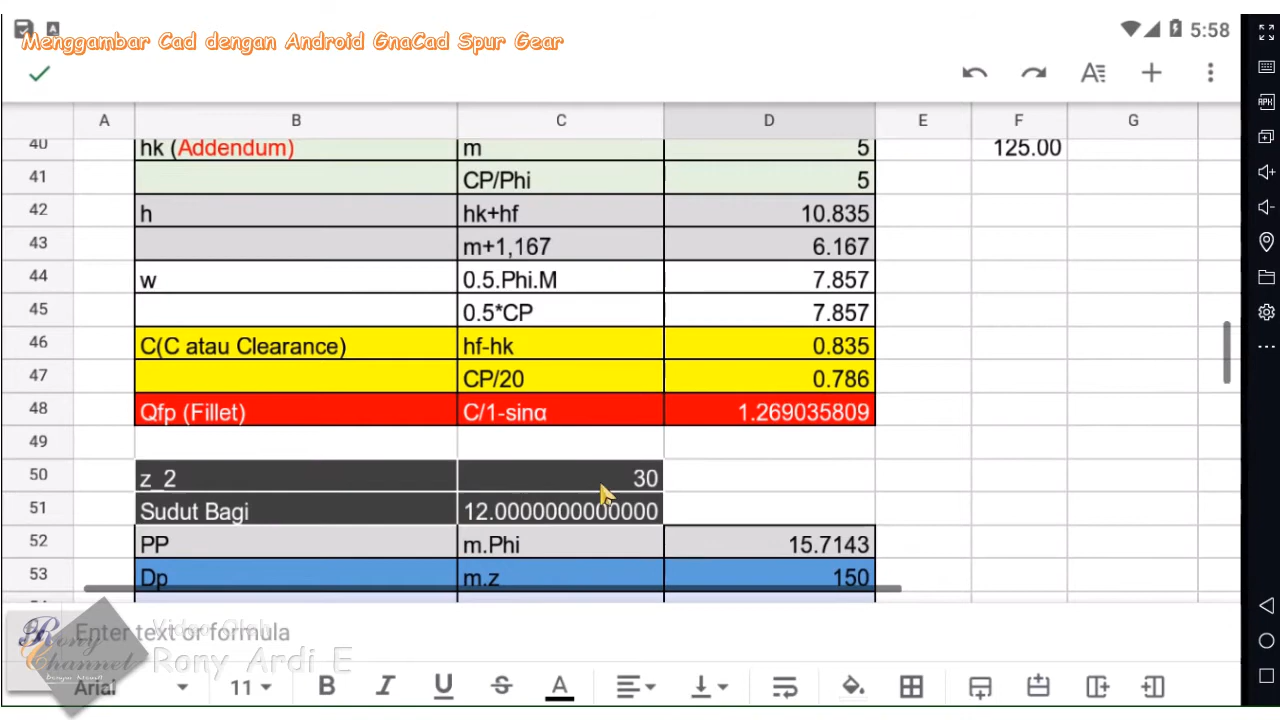 Menggambar Cad dengan Android GnaCad Spur Gear
5:58
A B C D E F G
40 hk (Addendum) m 5 125.00
41 CP/Phi 5
42 h hk+hf 10.835
43 m+1,167 6.167
44 w 0.5.Phi.M 7.857
45 0.5*CP 7.857
46 C(C atau Clearance) hf-hk 0.835
47 CP/20 0.786
48 Qfp (Fillet) C/1-sinα 1.269035809
49
50 z_2 30
51 Sudut Bagi 12.0000000000000
52 PP m.Phi 15.7143
53 Dp m.z 150
Enter text or formula
Video Oleh
Rony Ardi E
Rony
Channel
Arial 11 B I U S A
APK